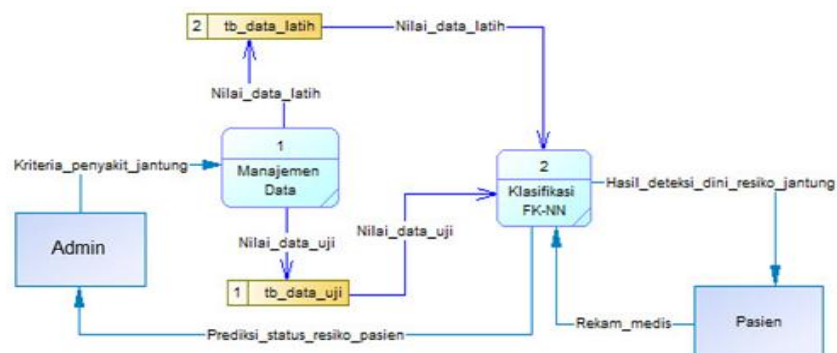 2 tb_data_latih
Nilai_data_latih
Nilai_data_latih
1
Manajemen
Data
Kriteria_penyakit_jantung
2
Klasifikasi
FK-NN
Hasil_deteksi_dini_resiko_jantung
Admin
Nilai_data_uji
Nilai_data_uji
1 tb_data_uji
Prediksi_status_resiko_pasien
Rekam_medis
Pasien